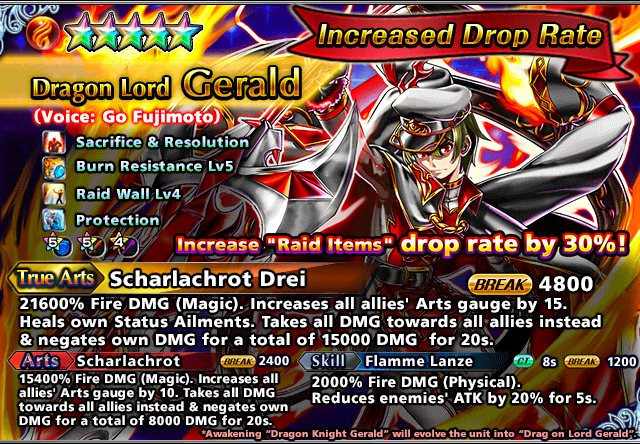 Increased Drop Rate
Dragon Lord Gerald
(Voice: Go Fujimoto)
Sacrifice & Resolution
Burn Resistance Lv5
Raid Wall Lv4
Protection
5 5 4
Increase "Raid Items" drop rate by 30%!
True Arts Scharlachrot Drei BREAK 4800
21600% Fire DMG (Magic). Increases all allies' Arts gauge by 15.
Heals own Status Ailments. Takes all DMG towards all allies instead
& negates own DMG for a total of 15000 DMG for 20s.
Arts Scharlachrot BREAK 2400
15400% Fire DMG (Magic). Increases all
allies' Arts gauge by 10. Takes all DMG
towards all allies instead & negates own
DMG for a total of 8000 DMG for 20s.
Skill Flamme Lanze CT 8s BREAK 1200
2000% Fire DMG (Physical).
Reduces enemies' ATK by 20% for 5s.
*Awakening "Dragon Knight Gerald" will evolve the unit into "Dragon Lord Gerald".